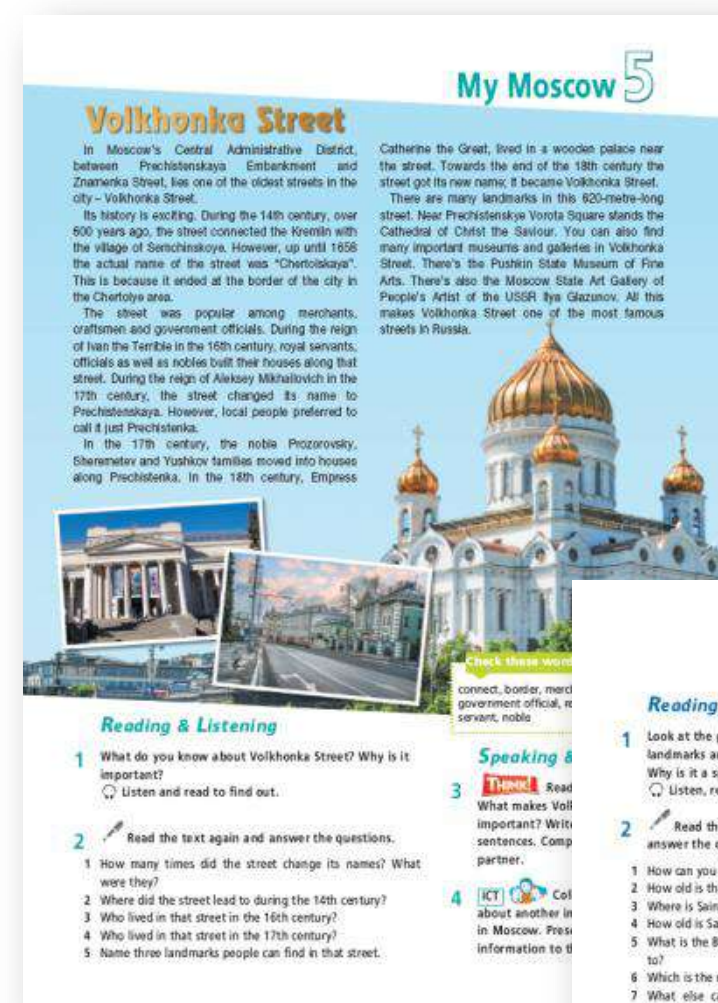 My Moscow 5
Volkhonka Street
In Moscow's Central Administrative District,
between Prechistenskaya Embankment and
Znamenka Street, lies one of the oldest streets in the
city – Volkhonka Street.
Its history is exciting. During the 14th century, over
600 years ago, the street connected the Kremlin with
the village of Semchinskoye. However, up until 1658
the actual name of the street was "Chertolskaya".
This is because it ended at the border of the city in
the Chertolye area.
The street was popular among merchants,
craftsmen and government officials. During the reign
of Ivan the Terrible in the 16th century, royal servants,
officials as well as nobles built their houses along that
street. During the reign of Aleksey Mikhailovich in the
17th century, the street changed its name to
Prechistenskaya. However, local people preferred to
call it just Prechistenka.
In the 17th century, the noble Prozorovsky,
Sheremetev and Yushkov families moved into houses
along Prechistenka. In the 18th century, Empress
Catherine the Great, lived in a wooden palace near
the street. Towards the end of the 18th century the
street got its new name; it became Volkhonka Street.
There are many landmarks in this 620-metre-long
street. Near Prechistenskye Vorota Square stands the
Cathedral of Christ the Saviour. You can also find
many important museums and galleries in Volkhonka
Street. There's the Pushkin State Museum of Fine
Arts. There's also the Moscow State Art Gallery of
People's Artist of the USSR Ilya Glazunov. All this
makes Volkhonka Street one of the most famous
streets in Russia.
Check these word
connect, border, merc
government official, re
servant, noble
Reading & Listening
1 What do you know about Volkhonka Street? Why is it
important?
Listen and read to find out.
2 Read the text again and answer the questions.
1 How many times did the street change its names? What
were they?
2 Where did the street lead to during the 14th century?
3 Who lived in that street in the 16th century?
4 Who lived in that street in the 17th century?
5 Name three landmarks people can find in that street.
Speaking &
3 THINK! Read
What makes Vol
important? Write
sentences. Comp
partner.
4 ICT Col
about another in
in Moscow. Prese
information to t
Reading
1 Look at the
landmarks a
Why is it a s
Listen, r
2 Read th
answer the
1 How can you
2 How old is th
3 Where is Sain
4 How old is Sa
5 What is the B
to?
6 Which is the
7 What else c